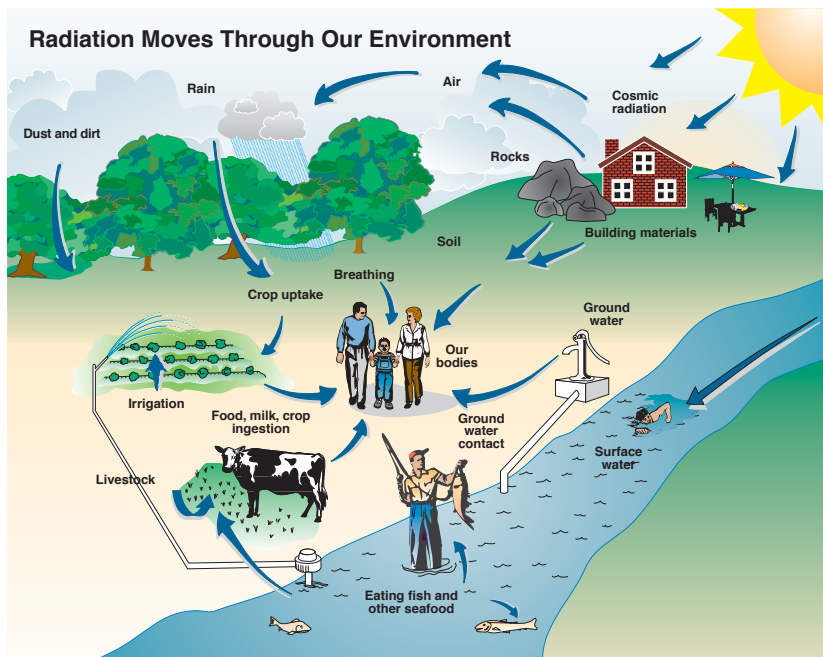 Radiation Moves Through Our Environment
Rain
Air
Cosmic
radiation
Dust and dirt
Rocks
Building materials
Soil
Breathing
Crop uptake
Ground
water
Our
bodies
Irrigation
Food, milk, crop
ingestion
Ground
water
contact
Surface
water
Livestock
Eating fish and
other seafood